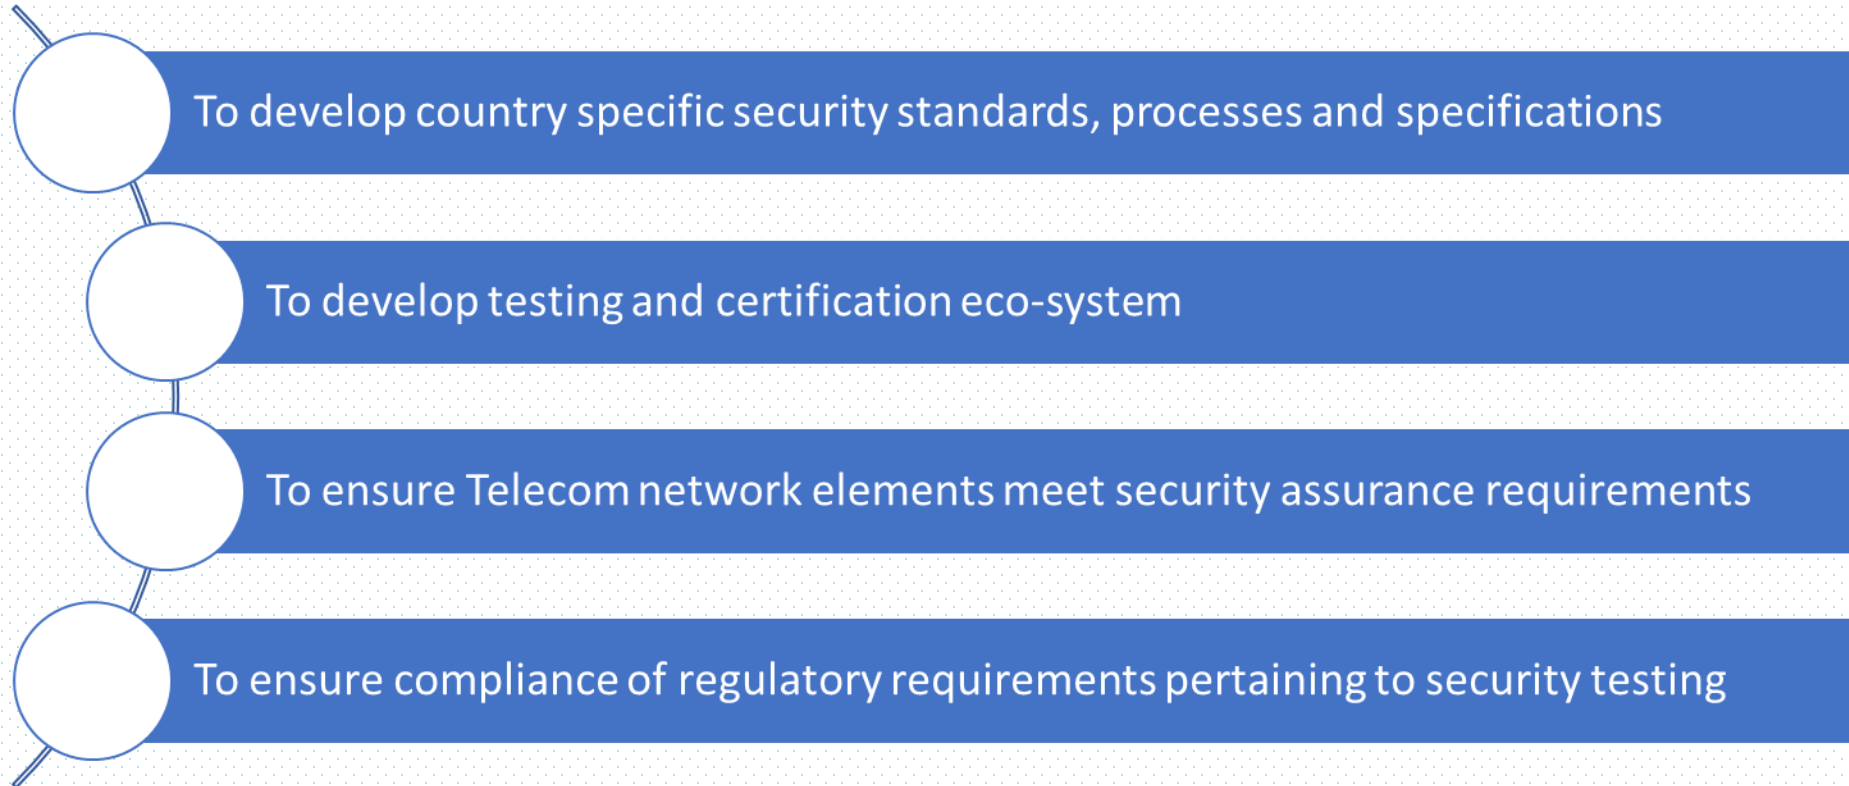 To develop country specific security standards, processes and specifications
To develop testing and certification eco-system
To ensure Telecom network elements meet security assurance requirements
To ensure compliance of regulatory requirements pertaining to security testing